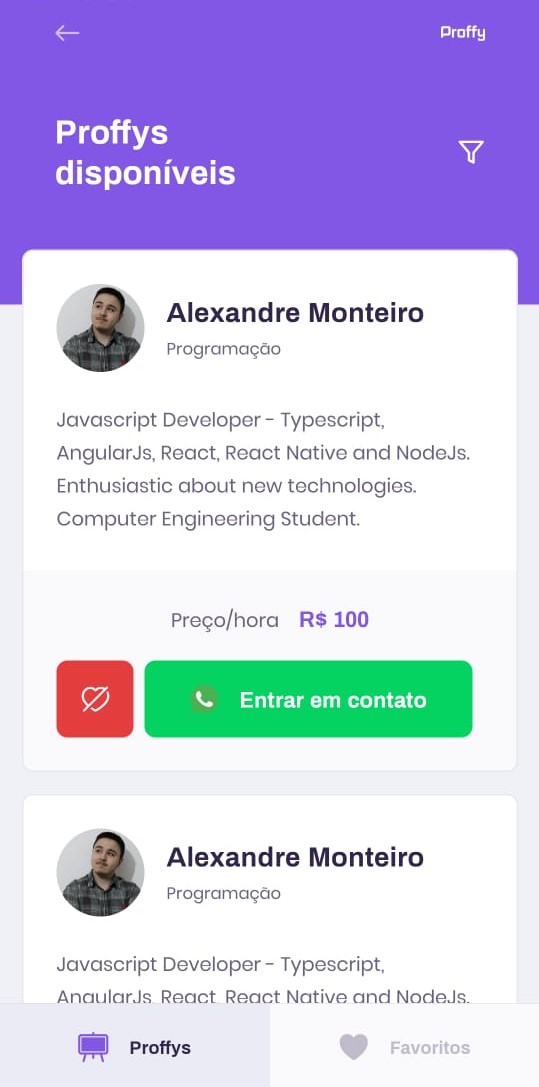 Proffy
Proffys
disponíveis
Alexandre Monteiro
Programação
Javascript Developer - Typescript,
AngularJs, React, React Native and NodeJs.
Enthusiastic about new technologies.
Computer Engineering Student.
Preço/hora R$ 100
Entrar em contato
Alexandre Monteiro
Programação
Javascript Developer - Typescript,
AngularJs, React, React Native and NodeJs.
Proffys Favoritos